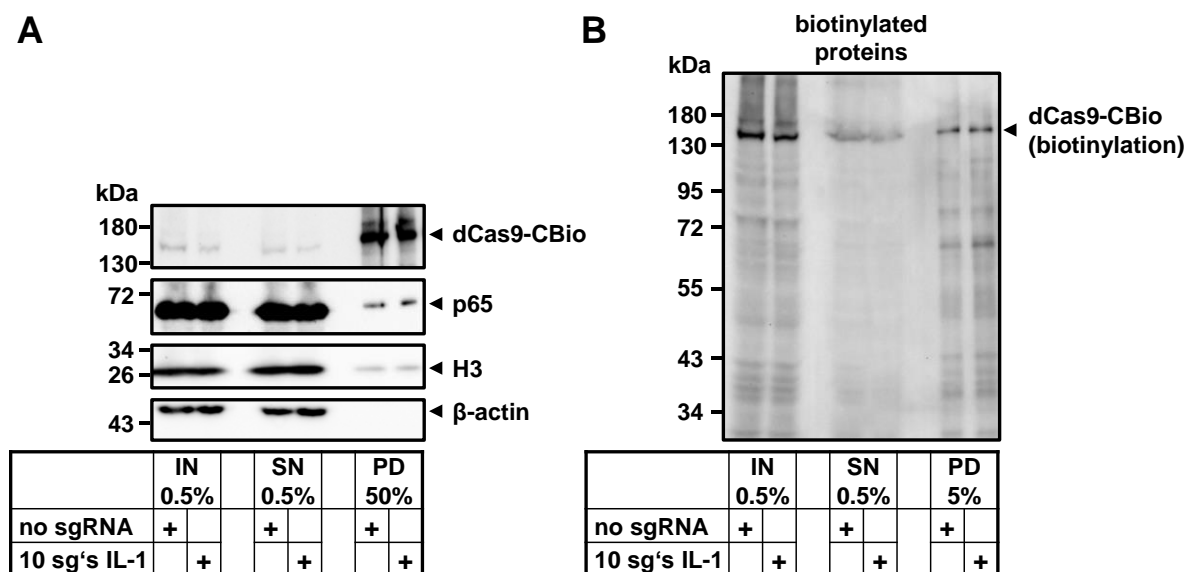 A
kDa
180
130
dCas9-CBio
72
p65
34
26
H3
43
β-actin
IN SN PD
0.5% 0.5% 50%
no sgRNA + + +
10 sg‘s IL-1 + + +
B
biotinylated
proteins
kDa
180
130
95
72
55
43
34
dCas9-CBio
(biotinylation)
IN SN PD
0.5% 0.5% 5%
no sgRNA + + +
10 sg‘s IL-1 + + +